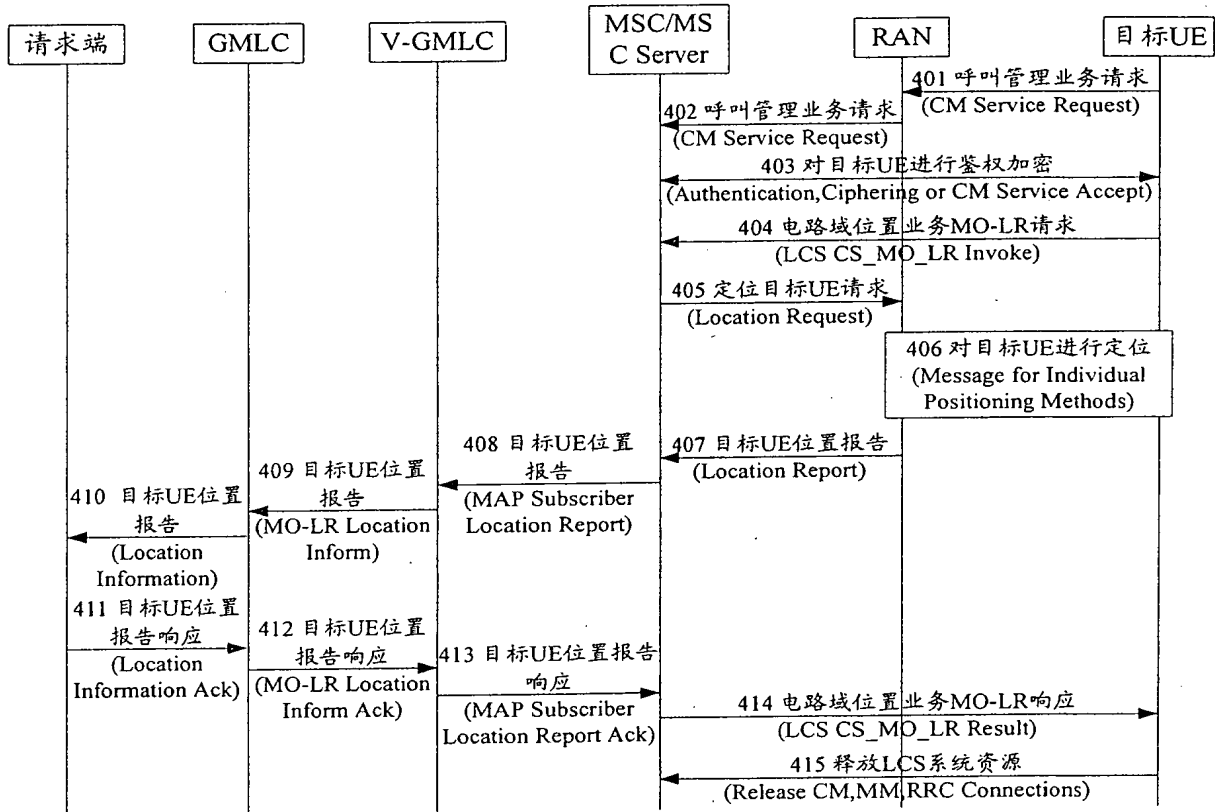 请求端
GMLC
V-GMLC
MSC/MS
C Server
RAN
目标UE
401 呼叫管理业务请求
(CM Service Request)
402 呼叫管理业务请求
(CM Service Request)
403 对目标UE进行鉴权加密
(Authentication,Ciphering or CM Service Accept)
404 电路域位置业务MO-LR请求
(LCS CS_MO_LR Invoke)
405 定位目标UE请求
(Location Request)
406 对目标UE进行定位
(Message for Individual
Positioning Methods)
407 目标UE位置报告
(Location Report)
408 目标UE位置
报告
(MAP Subscriber
Location Report)
409 目标UE位置
报告
(MO-LR Location
Inform)
410 目标UE位置
报告
(Location
Information)
411 目标UE位置
报告响应
(Location
Information Ack)
412 目标UE位置
报告响应
(MO-LR Location
Inform Ack)
413 目标UE位置报告
响应
(MAP Subscriber
Location Report Ack)
414 电路域位置业务MO-LR响应
(LCS CS_MO_LR Result)
415 释放LCS系统资源
(Release CM,MM,RRC Connections)